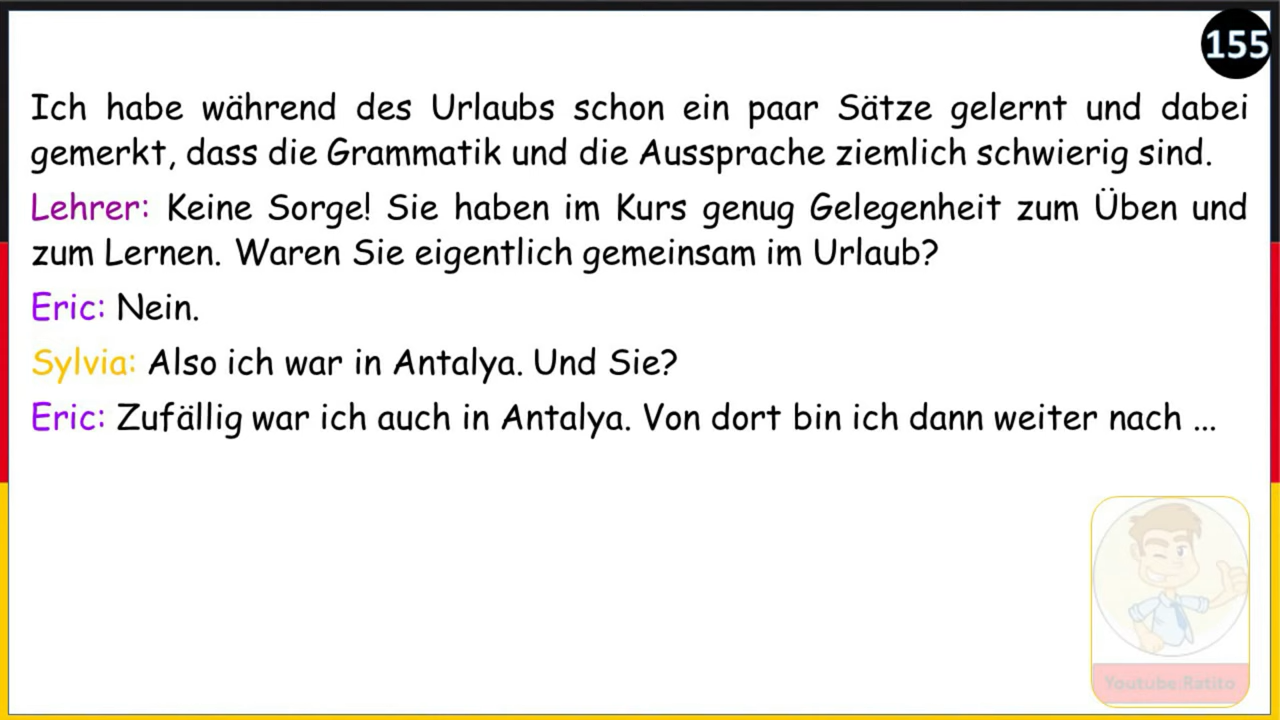 155
Ich habe während des Urlaubs schon ein paar Sätze gelernt und dabei
gemerkt, dass die Grammatik und die Aussprache ziemlich schwierig sind.
Lehrer: Keine Sorge! Sie haben im Kurs genug Gelegenheit zum Üben und
zum Lernen. Waren Sie eigentlich gemeinsam im Urlaub?
Eric: Nein.
Sylvia: Also ich war in Antalya. Und Sie?
Eric: Zufällig war ich auch in Antalya. Von dort bin ich dann weiter nach ...
Youtube:Ratito